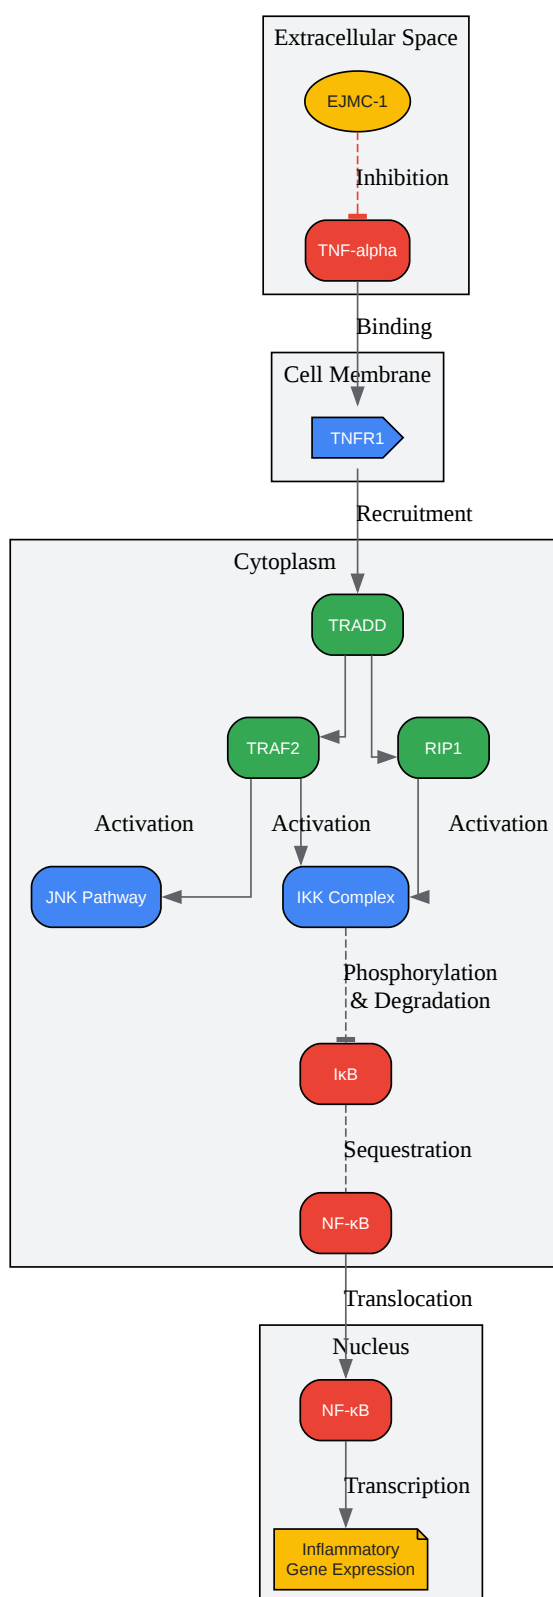 Extracellular Space
EJMC-1
Inhibition
TNF-alpha
Binding
Cell Membrane
TNFR1
Recruitment
Cytoplasm
TRADD
TRAF2
RIP1
Activation
Activation
Activation
JNK Pathway
IKK Complex
Phosphorylation
& Degradation
IκB
Sequestration
NF-κB
Translocation
Nucleus
NF-κB
Transcription
Inflammatory
Gene Expression